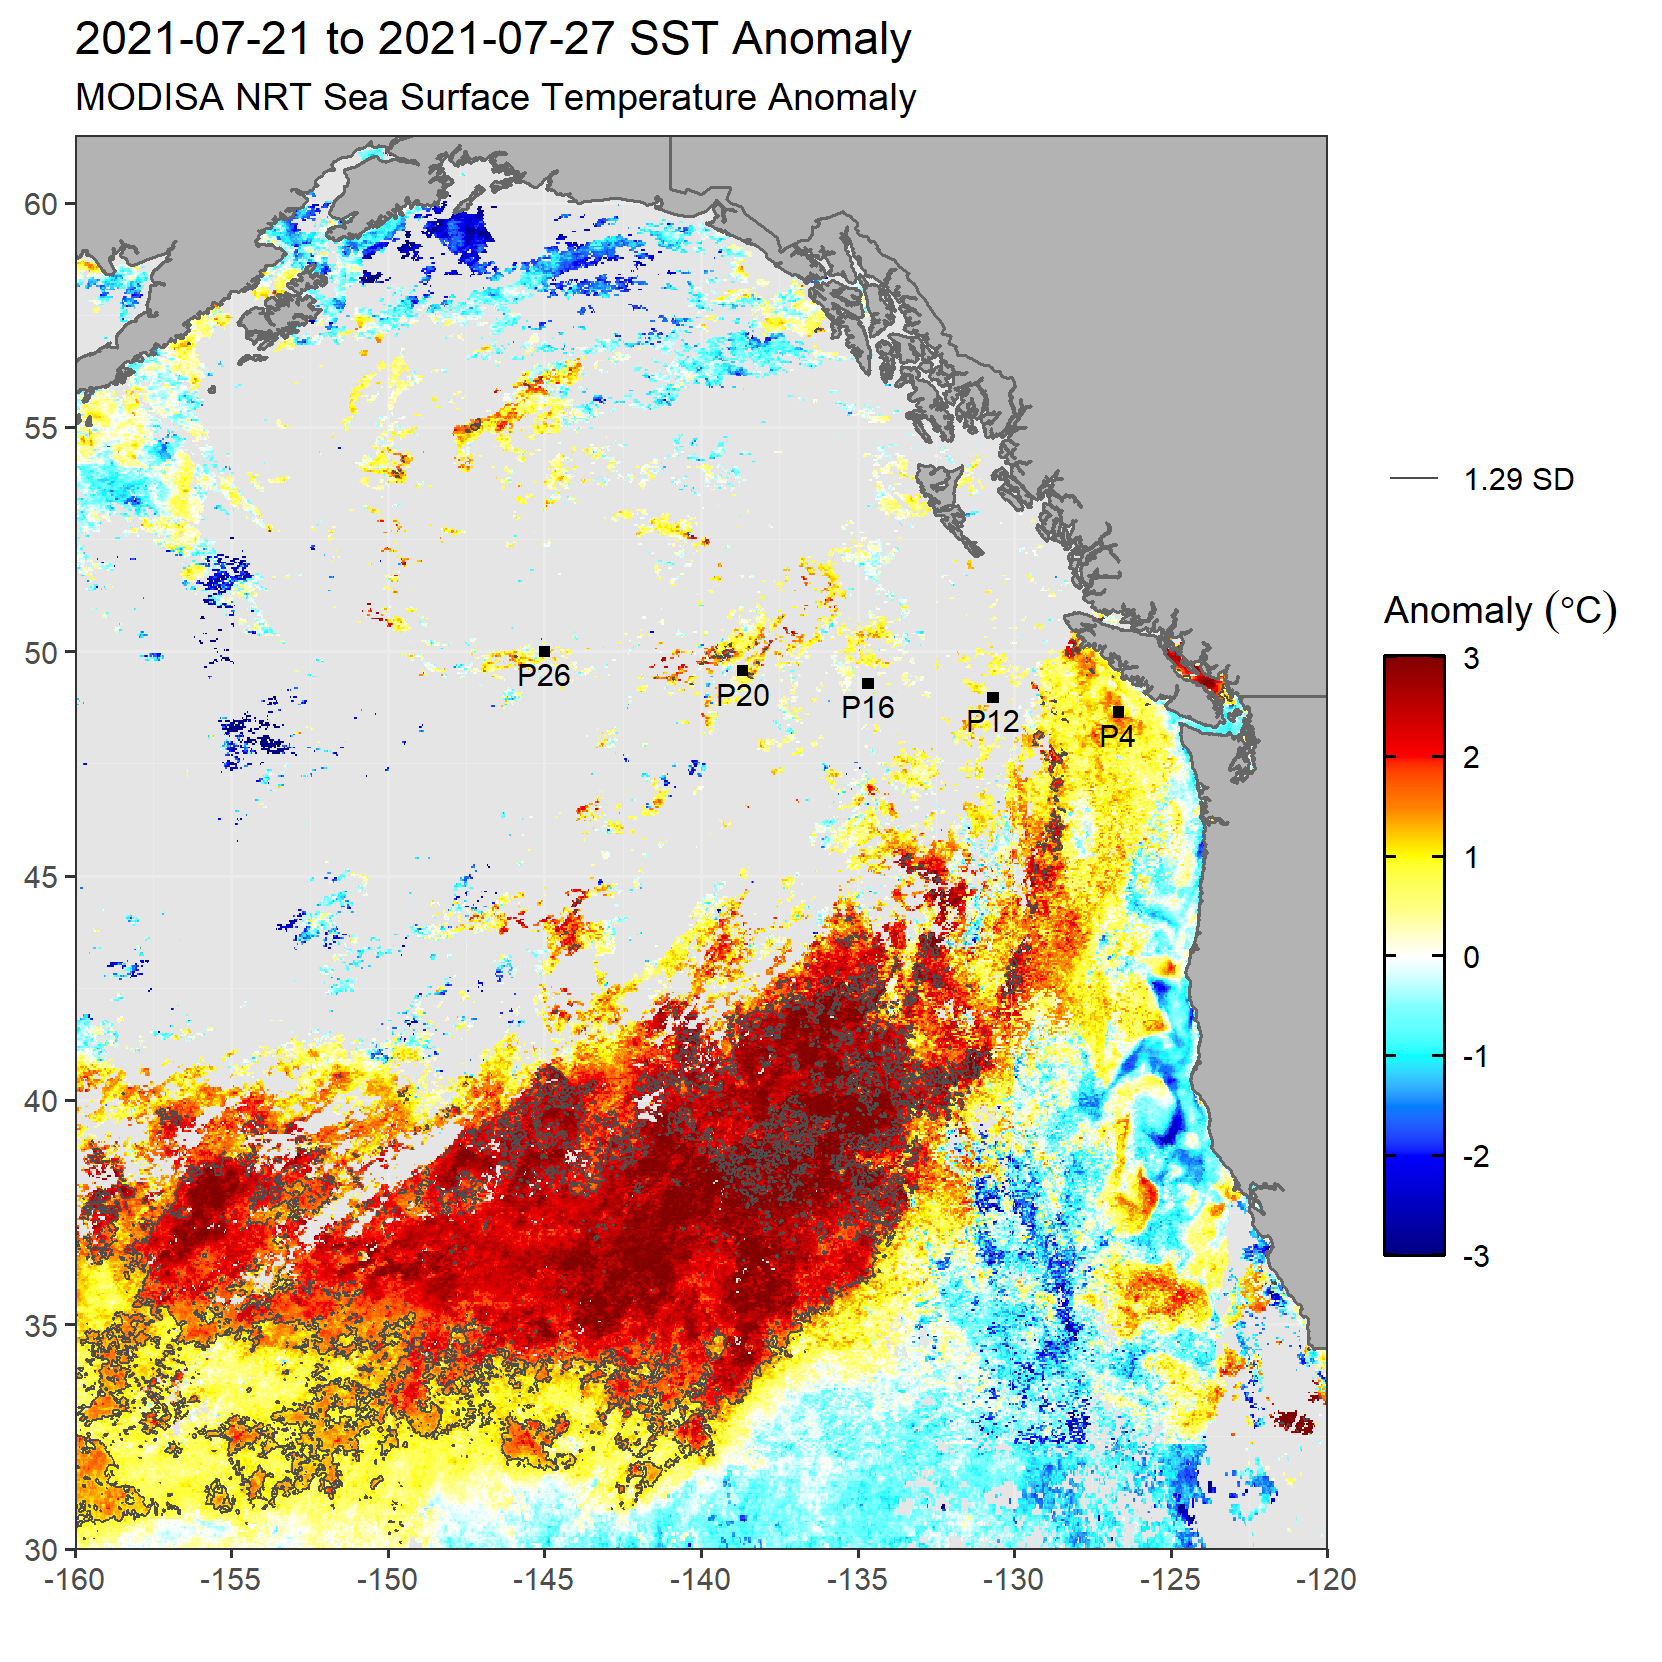 2021-07-21 to 2021-07-27 SST Anomaly
MODISA NRT Sea Surface Temperature Anomaly
60
55
50
45
40
35
30
-160
-155
-150
-145
-140
-135
-130
-125
-120
P26
P20
P16
P12
P4
1.29 SD
Anomaly (°C)
3
2
1
0
-1
-2
-3